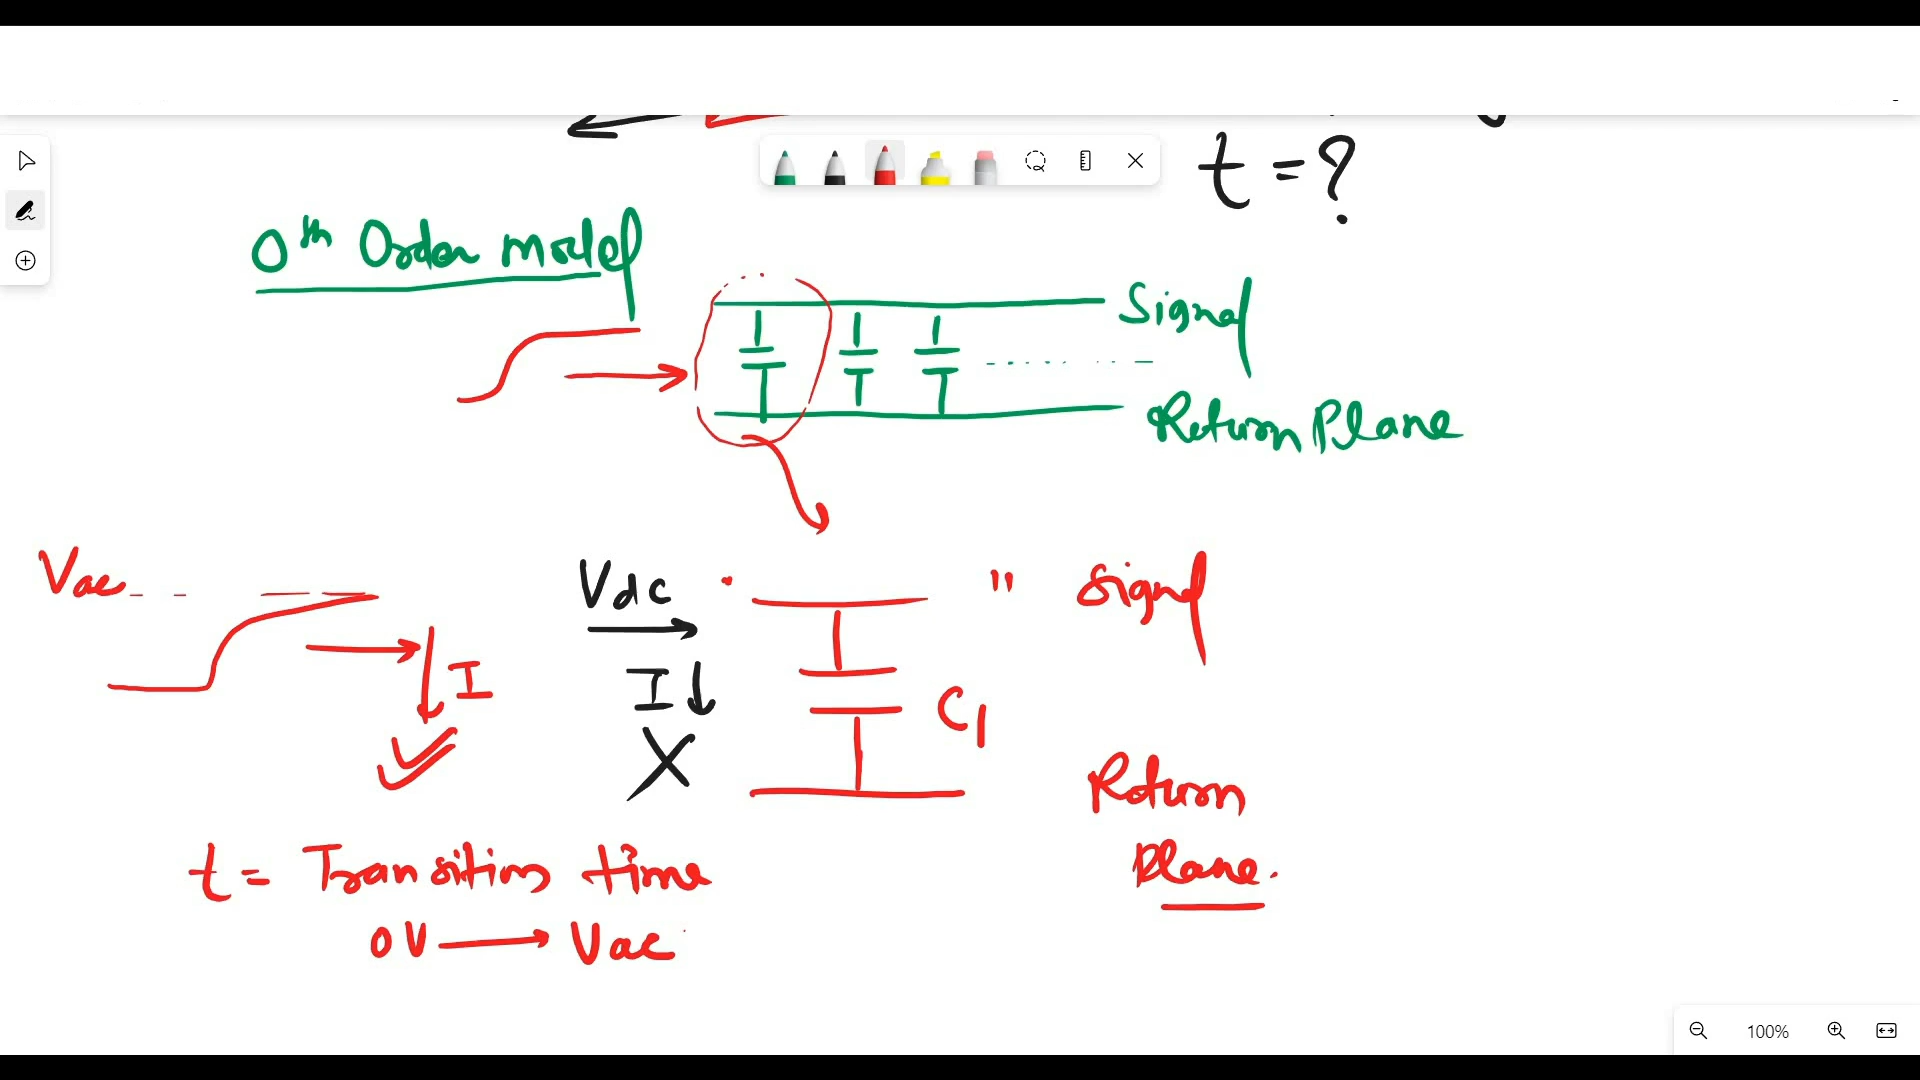 t = ?
0th Order model
Signal
Return Plane
Vac
Vdc
" Signal
I
I
C1
X
Return
Plane.
t = Transition time
0V → Vac
100%